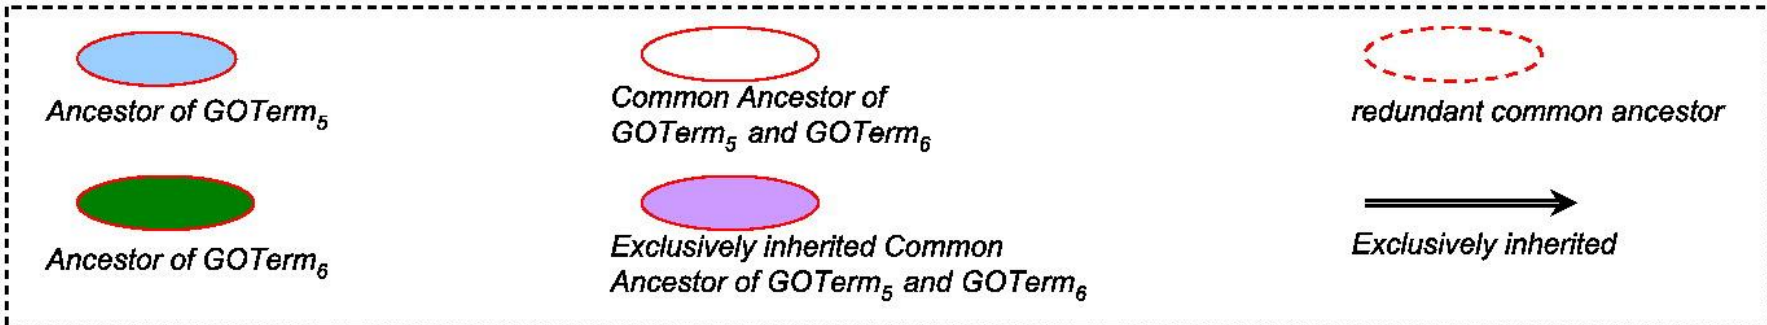 Ancestor of GOTerm5
Common Ancestor of
GOTerm5 and GOTerm6
redundant common ancestor
Ancestor of GOTerm6
Exclusively inherited Common
Ancestor of GOTerm5 and GOTerm6
Exclusively inherited